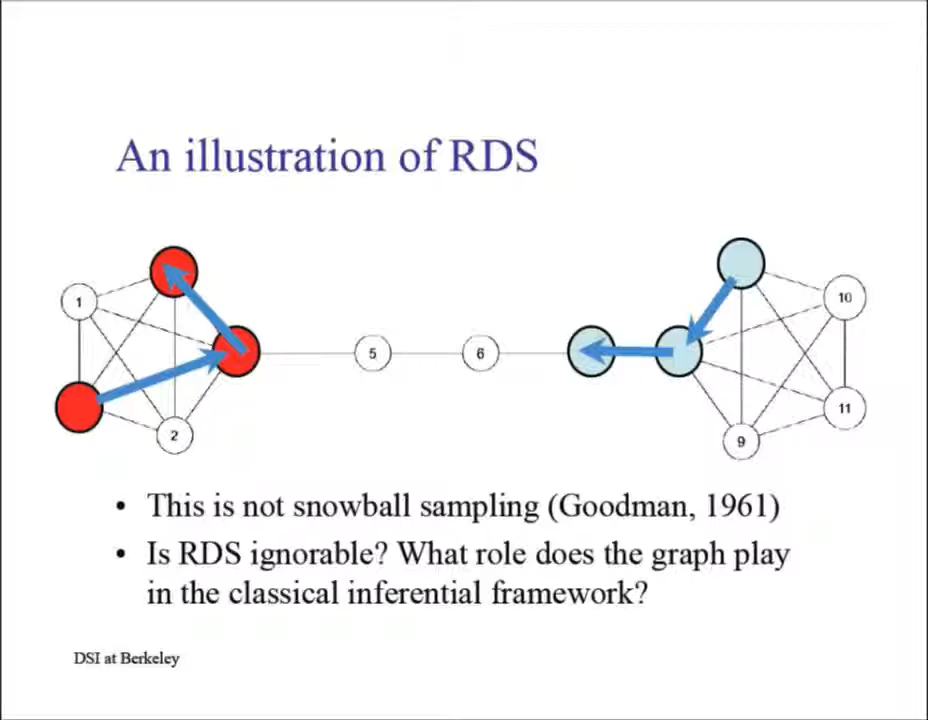 An illustration of RDS
1
10
5
6
11
2
9
• This is not snowball sampling (Goodman, 1961)
• Is RDS ignorable? What role does the graph play
in the classical inferential framework?
DSI at Berkeley